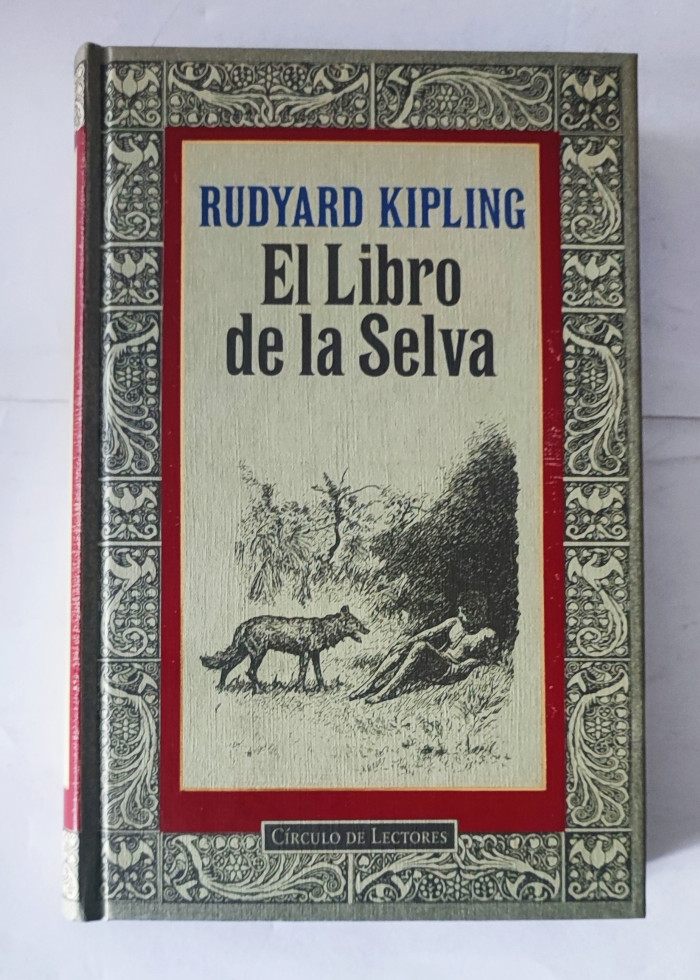 RUDYARD KIPLING
El Libro
de la Selva
CÍRCULO DE LECTORES